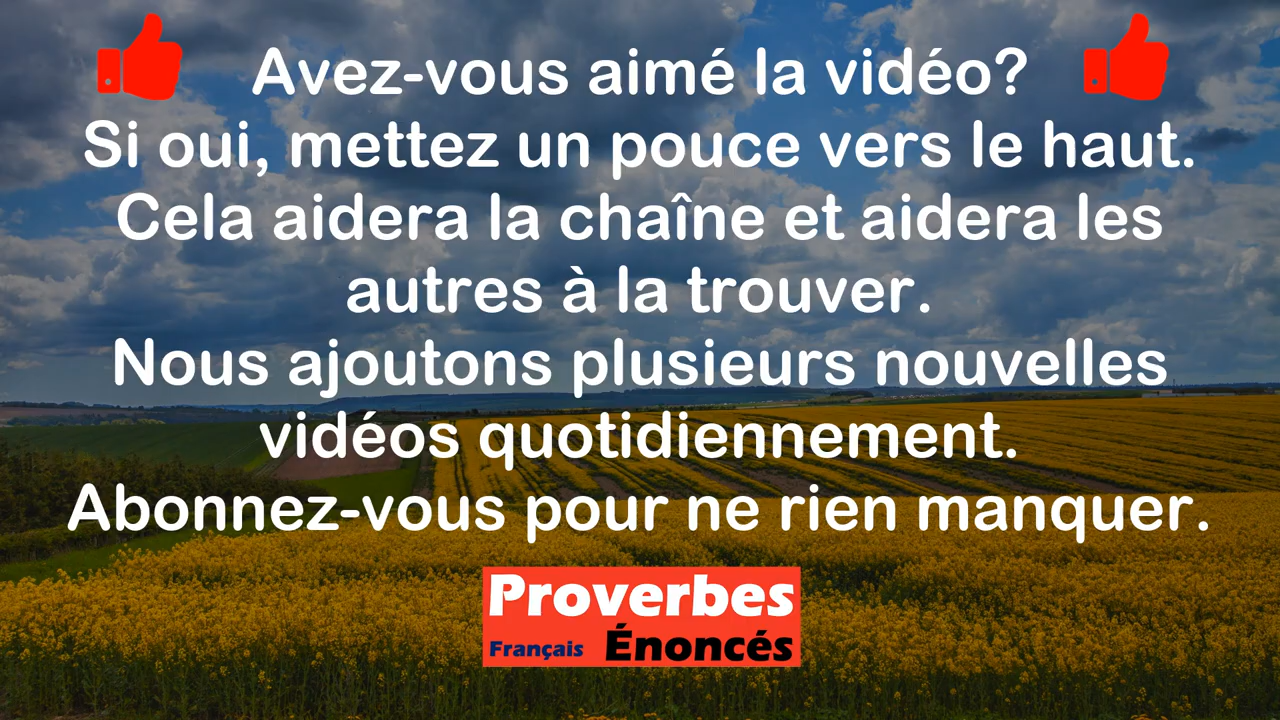 Avez-vous aimé la vidéo?
Si oui, mettez un pouce vers le haut.
Cela aidera la chaîne et aidera les
autres à la trouver.
Nous ajoutons plusieurs nouvelles
vidéos quotidiennement.
Abonnez-vous pour ne rien manquer.
Proverbes
Français Énoncés